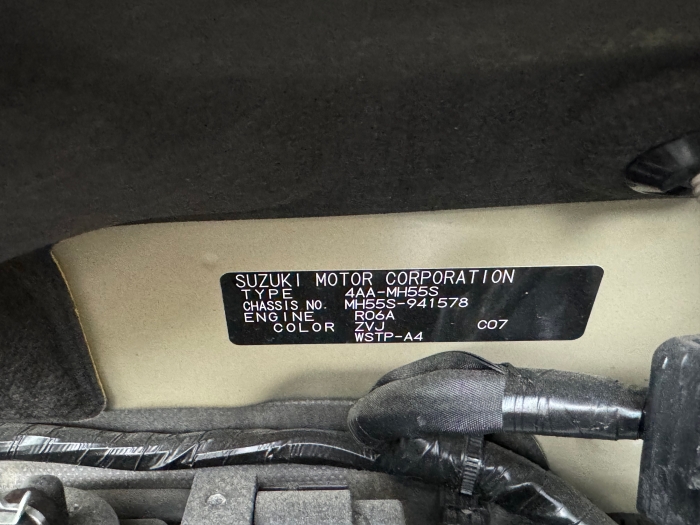 SUZUKI MOTOR CORPORATION
TYPE 4AA-MH55S
CHASSIS NO. MH55S-941578
ENGINE R06A
COLOR ZVJ C07
WSTP-A4